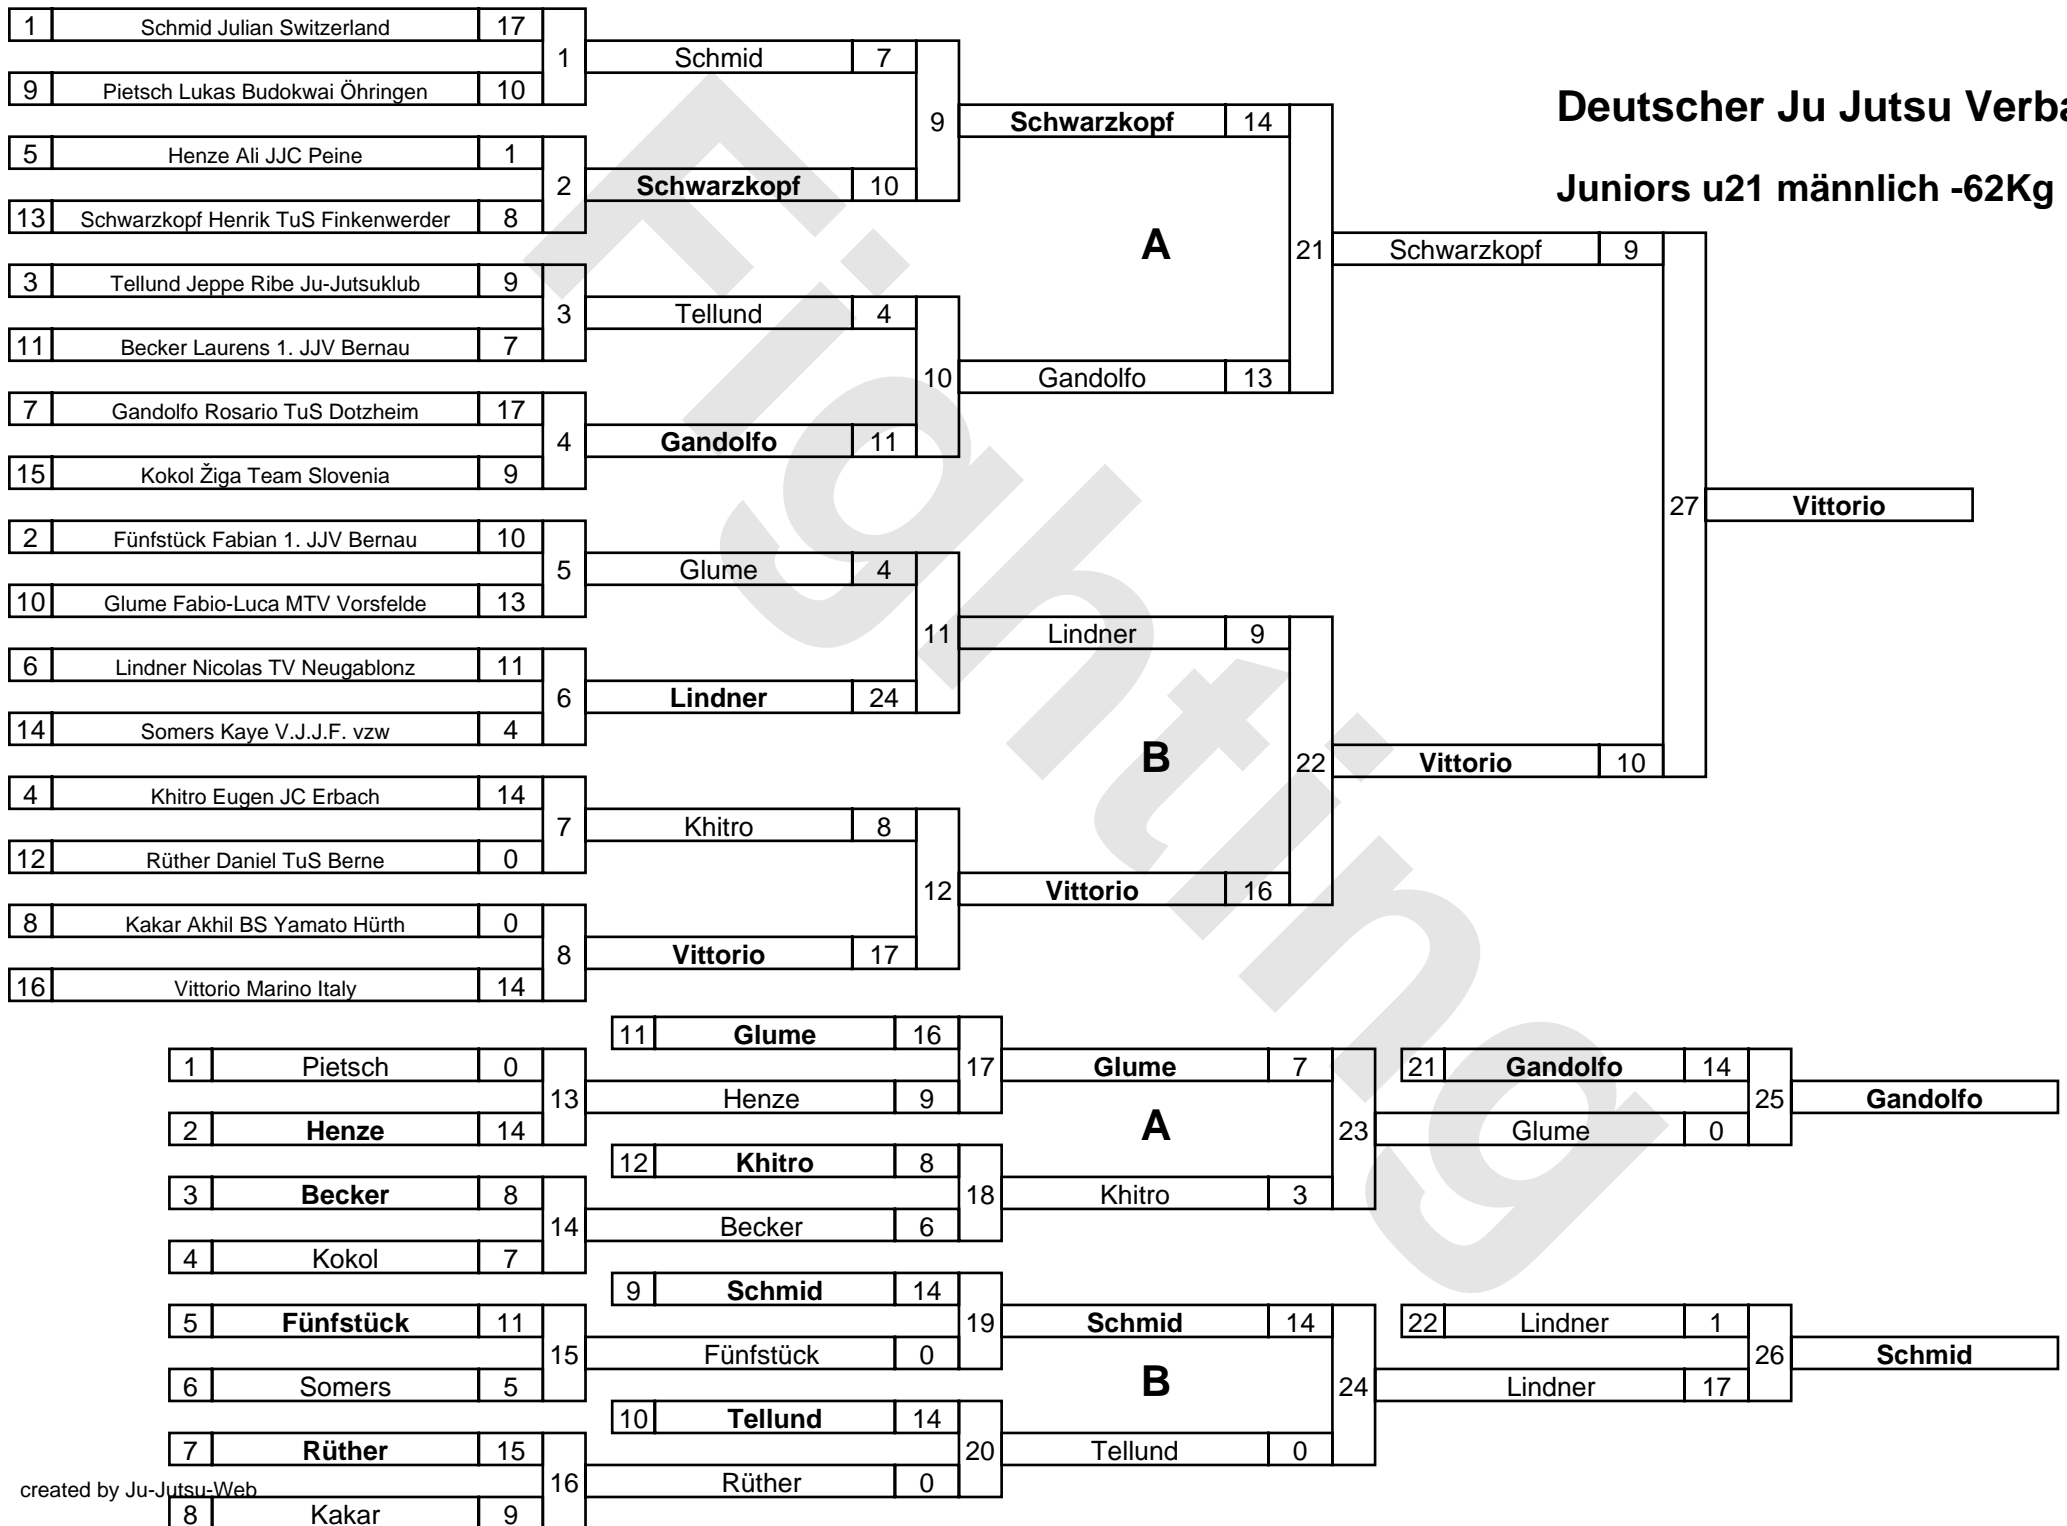 Deutscher Ju Jutsu Verba
Juniors u21 männlich -62Kg
Fighting
1 Schmid Julian Switzerland 17
9 Pietsch Lukas Budokwai Öhringen 10
1
5 Henze Ali JJC Peine 1
13 Schwarzkopf Henrik TuS Finkenwerder 8
2
3 Tellund Jeppe Ribe Ju-Jutsuklub 9
11 Becker Laurens 1. JJV Bernau 7
3
7 Gandolfo Rosario TuS Dotzheim 17
15 Kokol Žiga Team Slovenia 9
4
2 Fünfstück Fabian 1. JJV Bernau 10
10 Glume Fabio-Luca MTV Vorsfelde 13
5
6 Lindner Nicolas TV Neugablonz 11
14 Somers Kaye V.J.J.F. vzw 4
6
4 Khitro Eugen JC Erbach 14
12 Rüther Daniel TuS Berne 0
7
8 Kakar Akhil BS Yamato Hürth 0
16 Vittorio Marino Italy 14
8
Schmid 7
Schwarzkopf 10
9
Tellund 4
Gandolfo 11
10
Glume 4
Lindner 24
11
Khitro 8
Vittorio 17
12
Schwarzkopf 14
A
Gandolfo 13
21
Lindner 9
B
Vittorio 16
22
Schwarzkopf 9
Vittorio 10
27
Vittorio
1 Pietsch 0
2 Henze 14
13
3 Becker 8
4 Kokol 7
14
5 Fünfstück 11
6 Somers 5
15
7 Rüther 15
8 Kakar 9
16
11 Glume 16
Henze 9
17
12 Khitro 8
Becker 6
18
9 Schmid 14
Fünfstück 0
19
10 Tellund 14
Rüther 0
20
Glume 7
A
Khitro 3
23
Schmid 14
B
Tellund 0
24
21 Gandolfo 14
Glume 0
25
Gandolfo
22 Lindner 1
Lindner 17
26
Schmid
created by Ju-Jutsu-Web